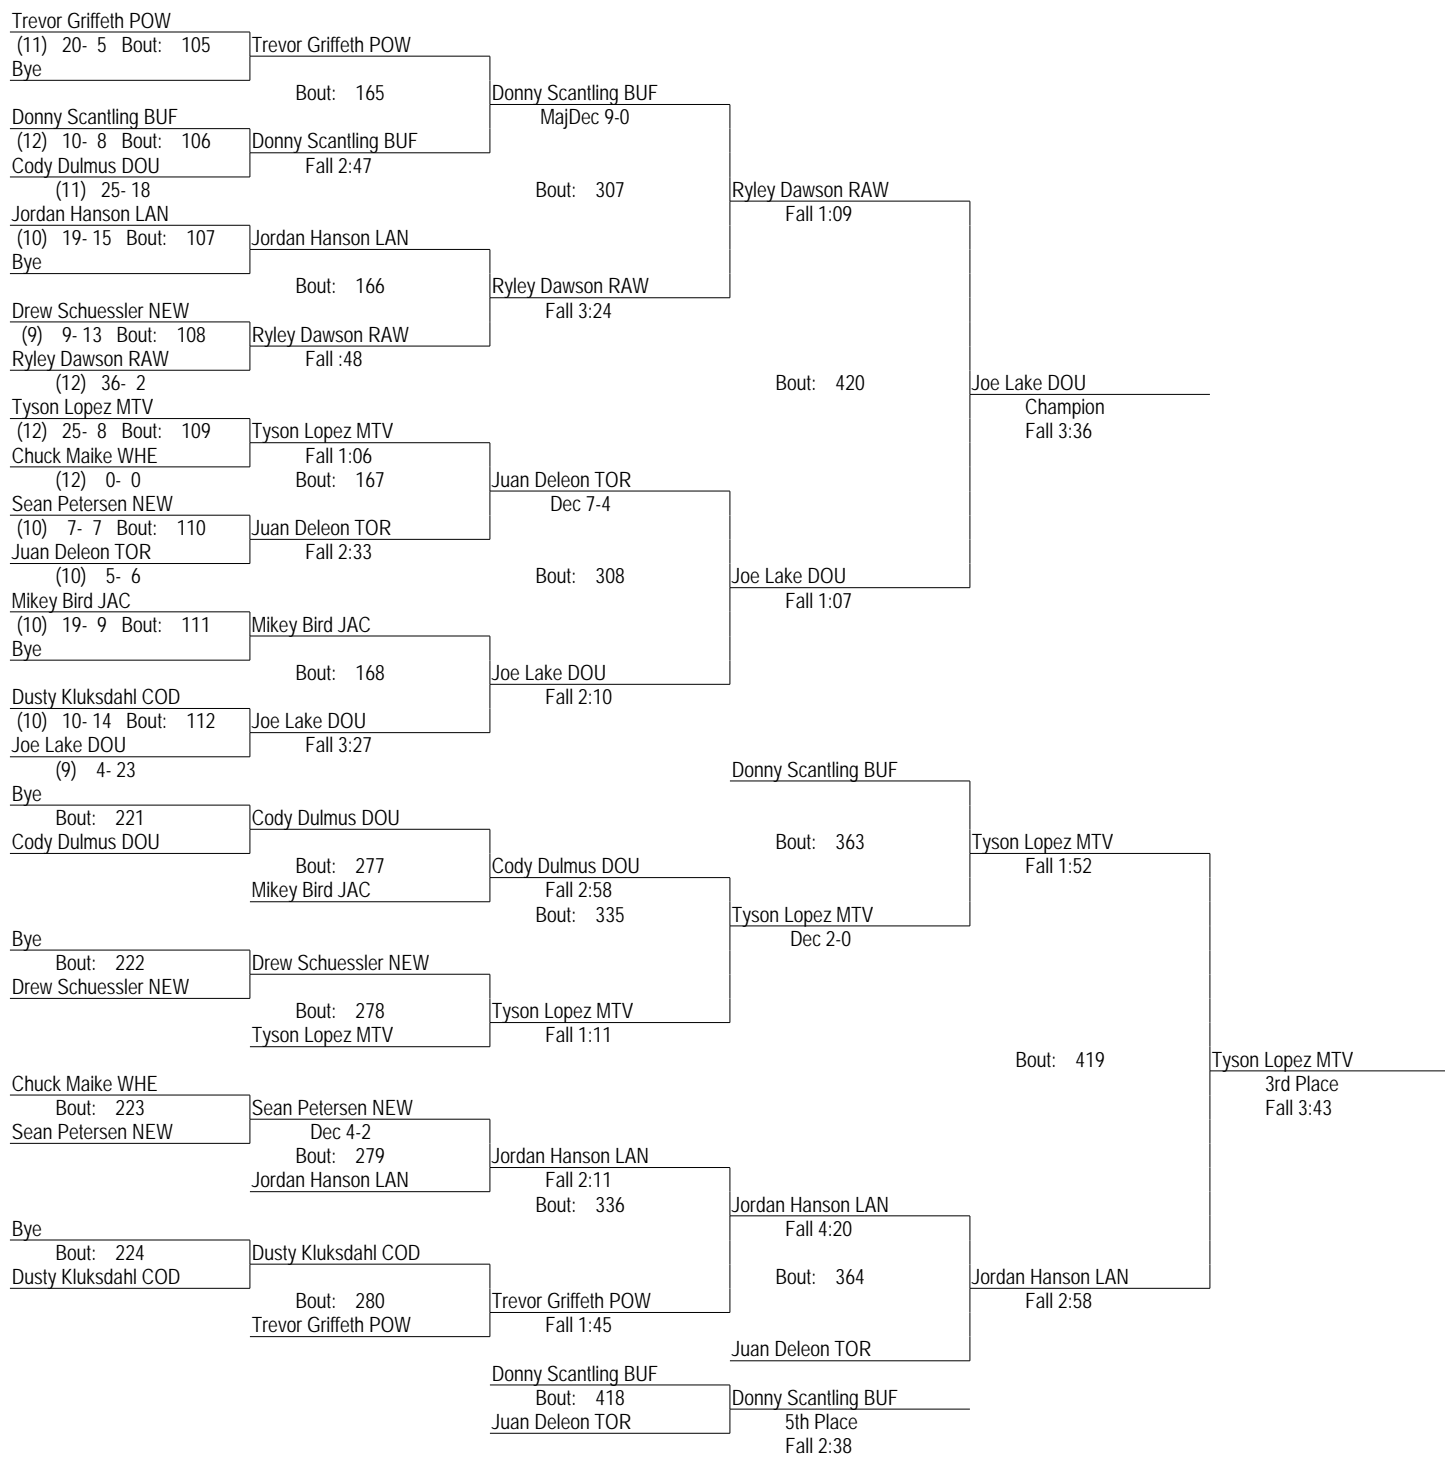 Trevor Griffeth POW
(11) 20- 5 Bout: 105 Trevor Griffeth POW
Bye
Bout: 165 Donny Scantling BUF
Donny Scantling BUF MajDec 9-0
(12) 10- 8 Bout: 106 Donny Scantling BUF
Cody Dulmus DOU Fall 2:47
(11) 25- 18 Bout: 307 Ryley Dawson RAW
Jordan Hanson LAN Fall 1:09
(10) 19- 15 Bout: 107 Jordan Hanson LAN
Bye
Bout: 166 Ryley Dawson RAW
Drew Schuessler NEW Fall 3:24
(9) 9- 13 Bout: 108 Ryley Dawson RAW
Ryley Dawson RAW Fall :48
(12) 36- 2 Bout: 420 Joe Lake DOU
Tyson Lopez MTV Champion
(12) 25- 8 Bout: 109 Tyson Lopez MTV Fall 3:36
Chuck Maike WHE Fall 1:06
(12) 0- 0 Bout: 167 Juan Deleon TOR
Sean Petersen NEW Dec 7-4
(10) 7- 7 Bout: 110 Juan Deleon TOR
Juan Deleon TOR Fall 2:33
(10) 5- 6 Bout: 308 Joe Lake DOU
Mikey Bird JAC Fall 1:07
(10) 19- 9 Bout: 111 Mikey Bird JAC
Bye
Bout: 168 Joe Lake DOU
Dusty Kluksdahl COD Fall 2:10
(10) 10- 14 Bout: 112 Joe Lake DOU
Joe Lake DOU Fall 3:27
(9) 4- 23 Donny Scantling BUF
Bye
Bout: 221 Cody Dulmus DOU
Cody Dulmus DOU Bout: 363 Tyson Lopez MTV
Bout: 277 Cody Dulmus DOU Fall 1:52
Mikey Bird JAC Fall 2:58
Bout: 335 Tyson Lopez MTV
Bye Dec 2-0
Bout: 222 Drew Schuessler NEW
Drew Schuessler NEW
Bout: 278 Tyson Lopez MTV
Tyson Lopez MTV Fall 1:11
Bout: 419 Tyson Lopez MTV
Chuck Maike WHE 3rd Place
Bout: 223 Sean Petersen NEW Fall 3:43
Sean Petersen NEW Dec 4-2
Bout: 279 Jordan Hanson LAN
Jordan Hanson LAN Fall 2:11
Bout: 336 Jordan Hanson LAN
Bye Fall 4:20
Bout: 224 Dusty Kluksdahl COD
Dusty Kluksdahl COD Bout: 364 Jordan Hanson LAN
Bout: 280 Trevor Griffeth POW Fall 2:58
Trevor Griffeth POW Fall 1:45
Juan Deleon TOR
Donny Scantling BUF
Bout: 418 Donny Scantling BUF
Juan Deleon TOR 5th Place
Fall 2:38